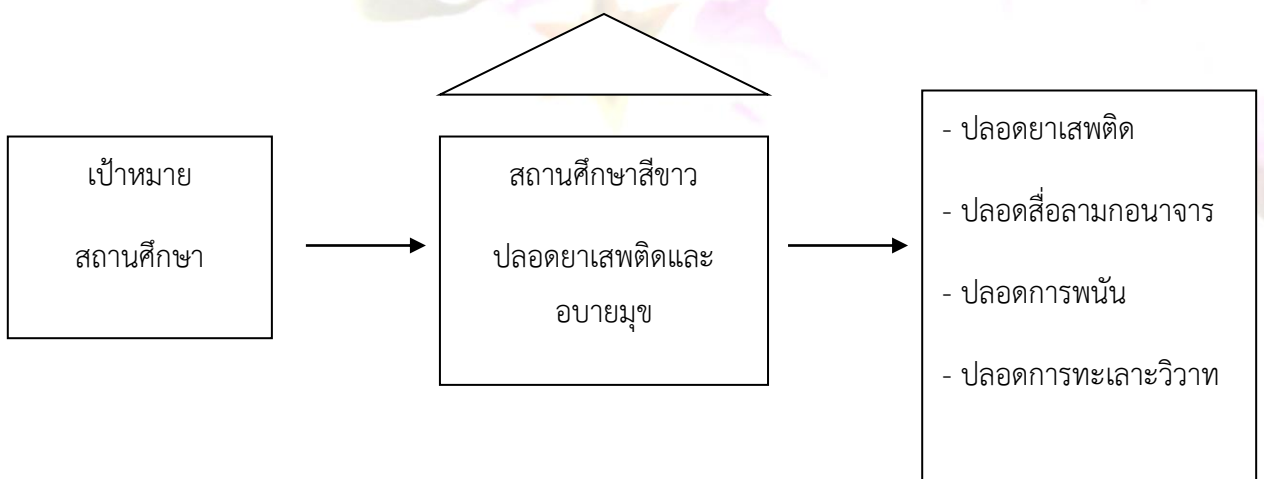 เป้าหมาย
สถานศึกษา
สถานศึกษาสีขาว
ปลอดยาเสพติดและ
อบายมุข
- ปลอดยาเสพติด
- ปลอดสื่อลามกอนาจาร
- ปลอดการพนัน
- ปลอดการทะเลาะวิวาท